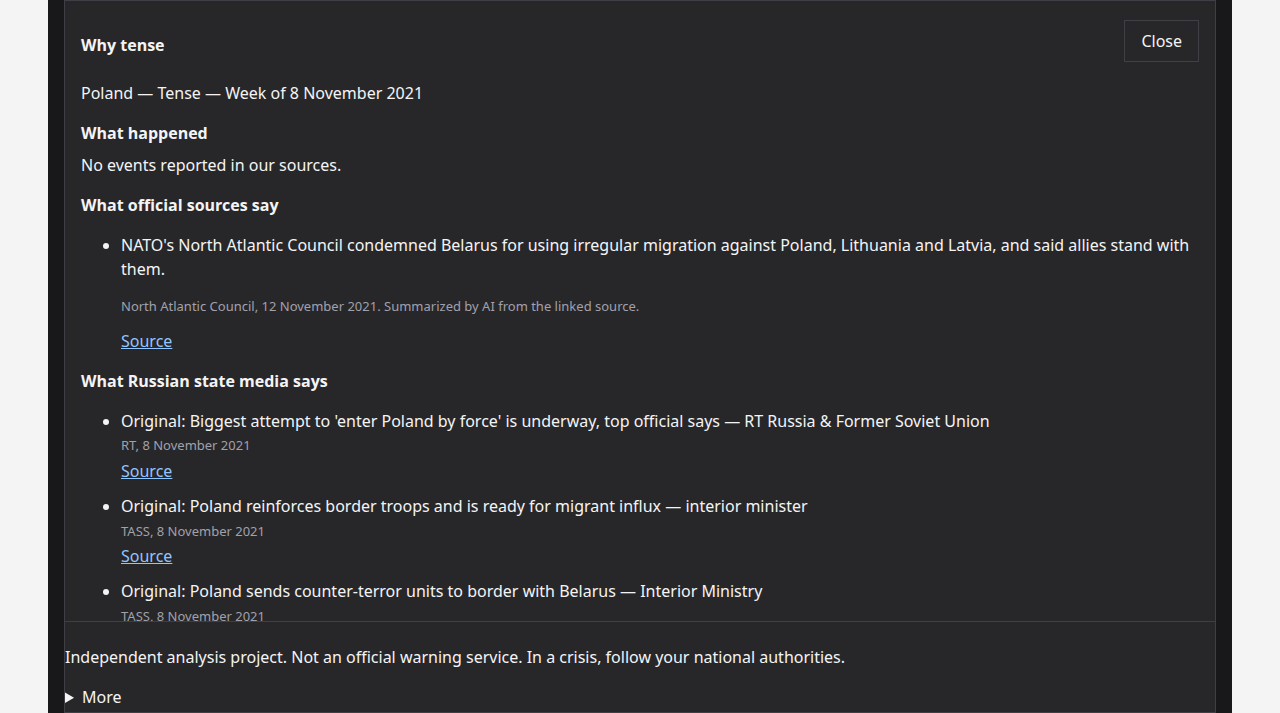 Why tense
Close
Poland — Tense — Week of 8 November 2021
What happened
No events reported in our sources.
What official sources say
NATO's North Atlantic Council condemned Belarus for using irregular migration against Poland, Lithuania and Latvia, and said allies stand with
them.
North Atlantic Council, 12 November 2021. Summarized by AI from the linked source.
Source
What Russian state media says
Original: Biggest attempt to 'enter Poland by force' is underway, top official says — RT Russia & Former Soviet Union
RT, 8 November 2021
Source
Original: Poland reinforces border troops and is ready for migrant influx — interior minister
TASS, 8 November 2021
Source
Original: Poland sends counter-terror units to border with Belarus — Interior Ministry
TASS, 8 November 2021
Independent analysis project. Not an official warning service. In a crisis, follow your national authorities.
More